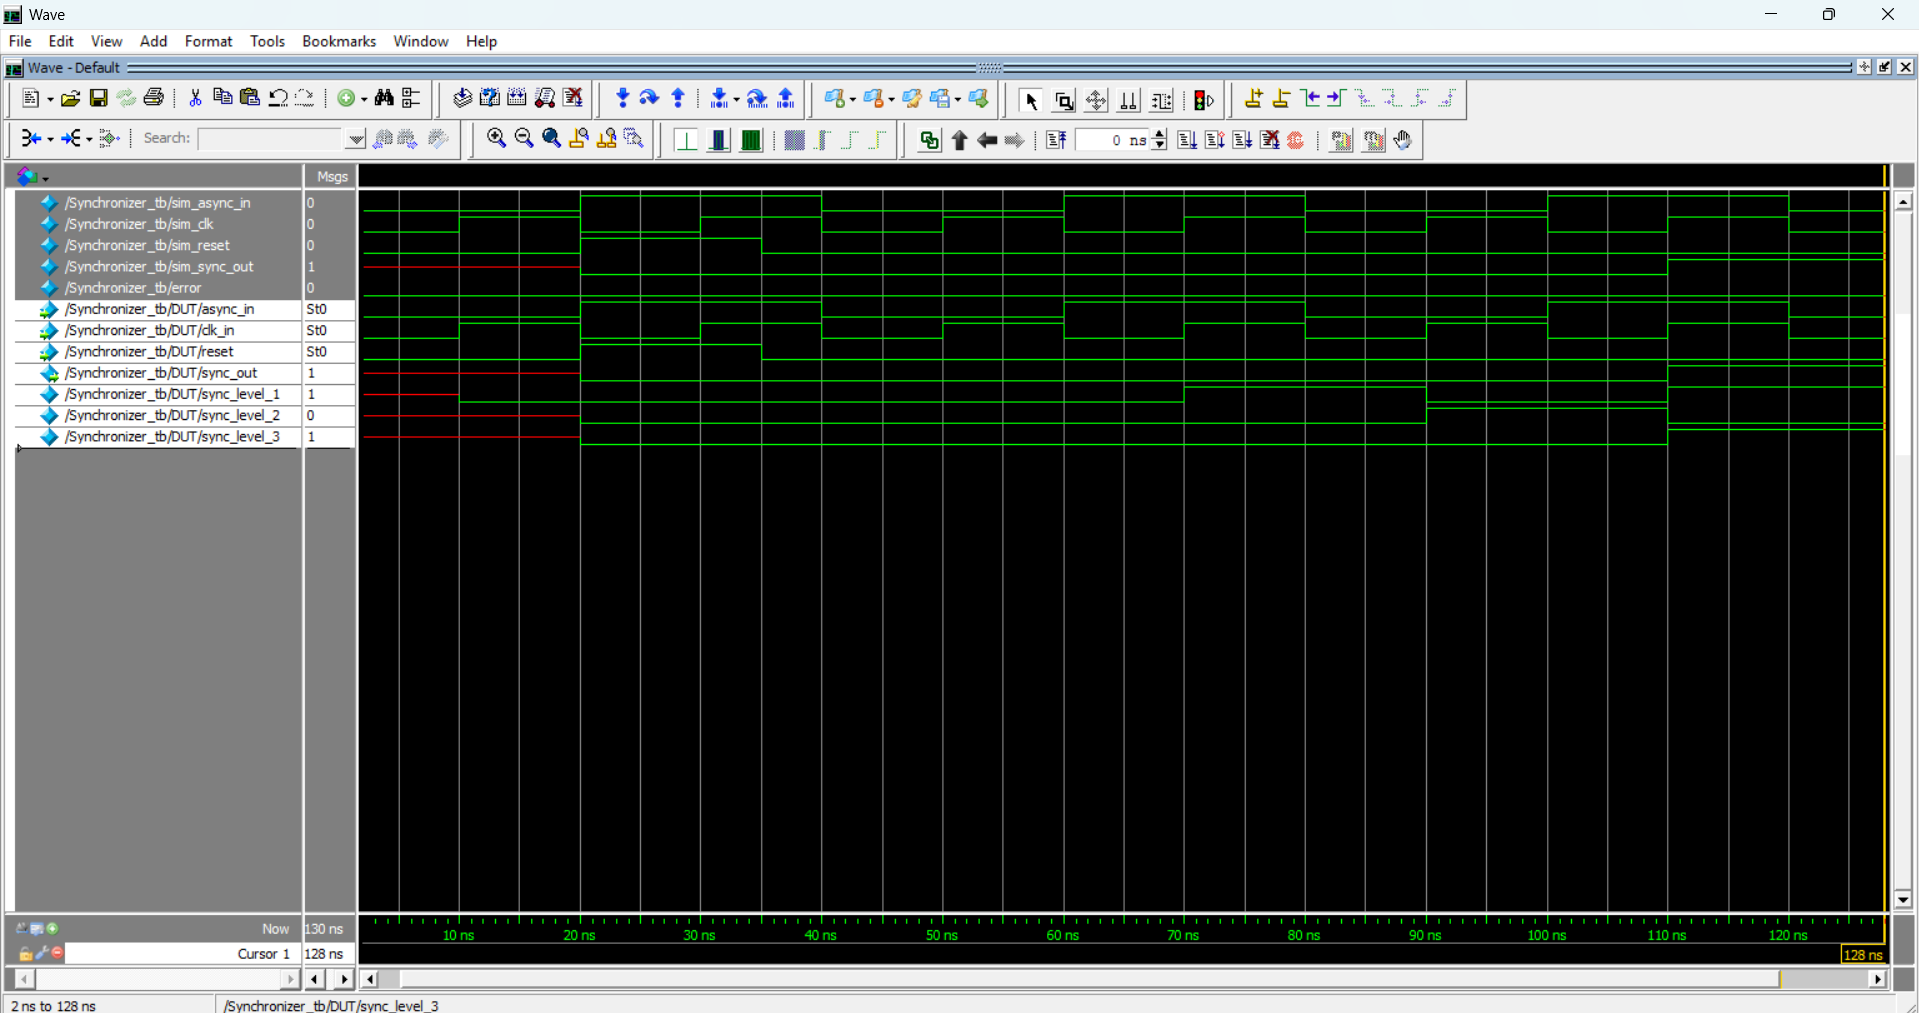 Wave
File Edit View Add Format Tools Bookmarks Window Help
Wave - Default
Search:
0 ns
Msgs
/Synchronizer_tb/sim_async_in 0
/Synchronizer_tb/sim_clk 0
/Synchronizer_tb/sim_reset 0
/Synchronizer_tb/sim_sync_out 1
/Synchronizer_tb/error 0
/Synchronizer_tb/DUT/async_in St0
/Synchronizer_tb/DUT/clk_in St0
/Synchronizer_tb/DUT/reset St0
/Synchronizer_tb/DUT/sync_out 1
/Synchronizer_tb/DUT/sync_level_1 1
/Synchronizer_tb/DUT/sync_level_2 0
/Synchronizer_tb/DUT/sync_level_3 1
Now 130 ns
10 ns 20 ns 30 ns 40 ns 50 ns 60 ns 70 ns 80 ns 90 ns 100 ns 110 ns 120 ns
Cursor 1 128 ns
128 ns
2 ns to 128 ns
/Synchronizer_tb/DUT/sync_level_3